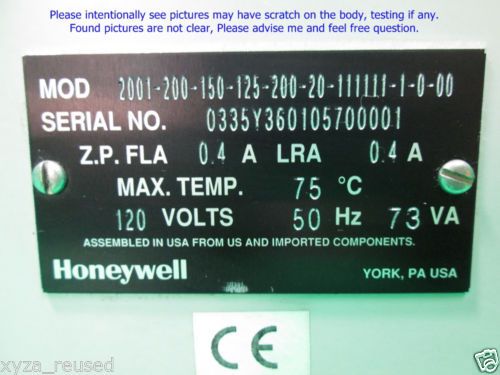 Please intentionally see pictures may have scratch on the body, testing if any.
Found pictures are not clear, Please advise me and feel free question.
MOD 2001-200-150-125-200-20-111111-1-0-00
SERIAL NO. 0335Y360105700001
Z.P. FLA 0.4 A LRA 0.4 A
MAX. TEMP. 75 °C
120 VOLTS 50 Hz 73 VA
ASSEMBLED IN USA FROM US AND IMPORTED COMPONENTS.
Honeywell YORK, PA USA
CE
xyza_reused
ebay